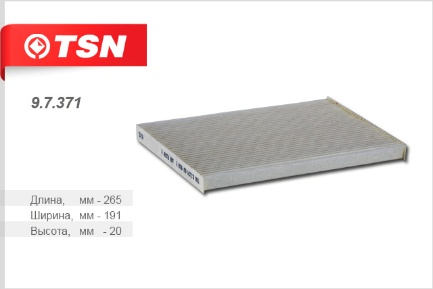 TSN
9.7.371
Длина, мм - 265
Ширина, мм - 191
Высота, мм - 20